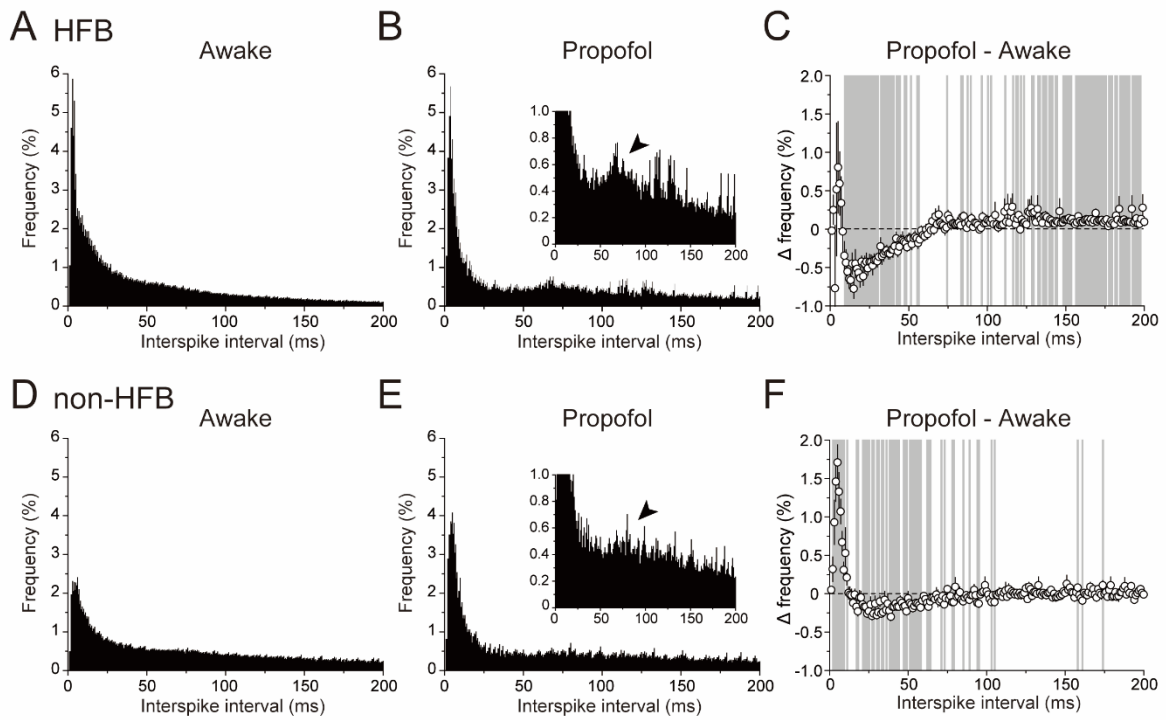 A HFB
Awake
Frequency (%)
6
5
4
3
2
1
0
0 50 100 150 200
Interspike interval (ms)
B
Propofol
Frequency (%)
6
5
4
3
2
1
0
1.0
0.8
0.6
0.4
0.2
0
0 50 100 150 200
0 50 100 150 200
Interspike interval (ms)
C
Propofol - Awake
Δ frequency (%)
2.0
1.5
1.0
0.5
0
-0.5
-1.0
0 50 100 150 200
Interspike interval (ms)
D non-HFB
Awake
Frequency (%)
6
5
4
3
2
1
0
0 50 100 150 200
Interspike interval (ms)
E
Propofol
Frequency (%)
6
5
4
3
2
1
0
1.0
0.8
0.6
0.4
0.2
0
0 50 100 150 200
0 50 100 150 200
Interspike interval (ms)
F
Propofol - Awake
Δ frequency (%)
2.0
1.5
1.0
0.5
0
-0.5
-1.0
0 50 100 150 200
Interspike interval (ms)